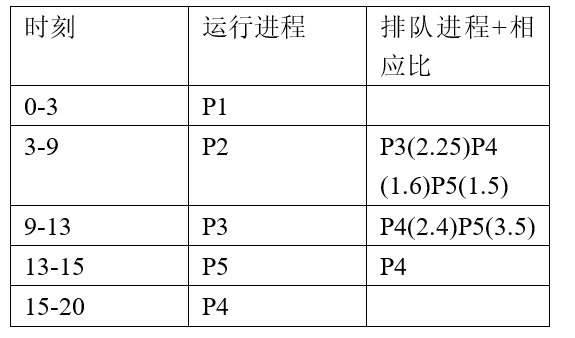 时刻 运行进程 排队进程+相
应比
0-3 P1
3-9 P2 P3(2.25)P4
(1.6)P5(1.5)
9-13 P3 P4(2.4)P5(3.5)
13-15 P5 P4
15-20 P4